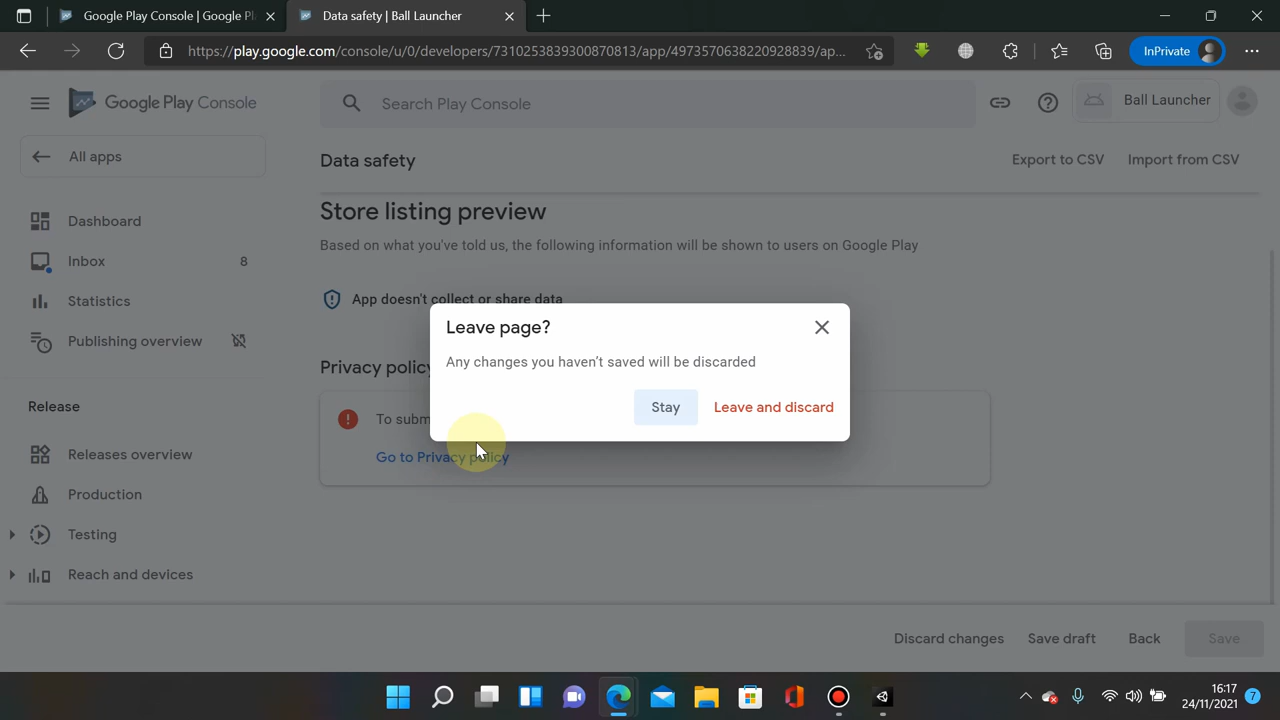 Google Play Console | Google P
Data safety | Ball Launcher
https://play.google.com/console/u/0/developers/7310253839300870813/app/4973570638220928839/ap...
InPrivate
Google Play Console
Search Play Console
Ball Launcher
All apps
Data safety
Export to CSV
Import from CSV
Dashboard
Inbox
8
Statistics
Publishing overview
Release
Releases overview
Production
Testing
Reach and devices
Store listing preview
Based on what you've told us, the following information will be shown to users on Google Play
App doesn't collect or share data
Privacy policy
To subm
Go to Privacy policy
Leave page?
Any changes you haven't saved will be discarded
Stay
Leave and discard
Discard changes
Save draft
Back
Save
16:17
24/11/2021
7